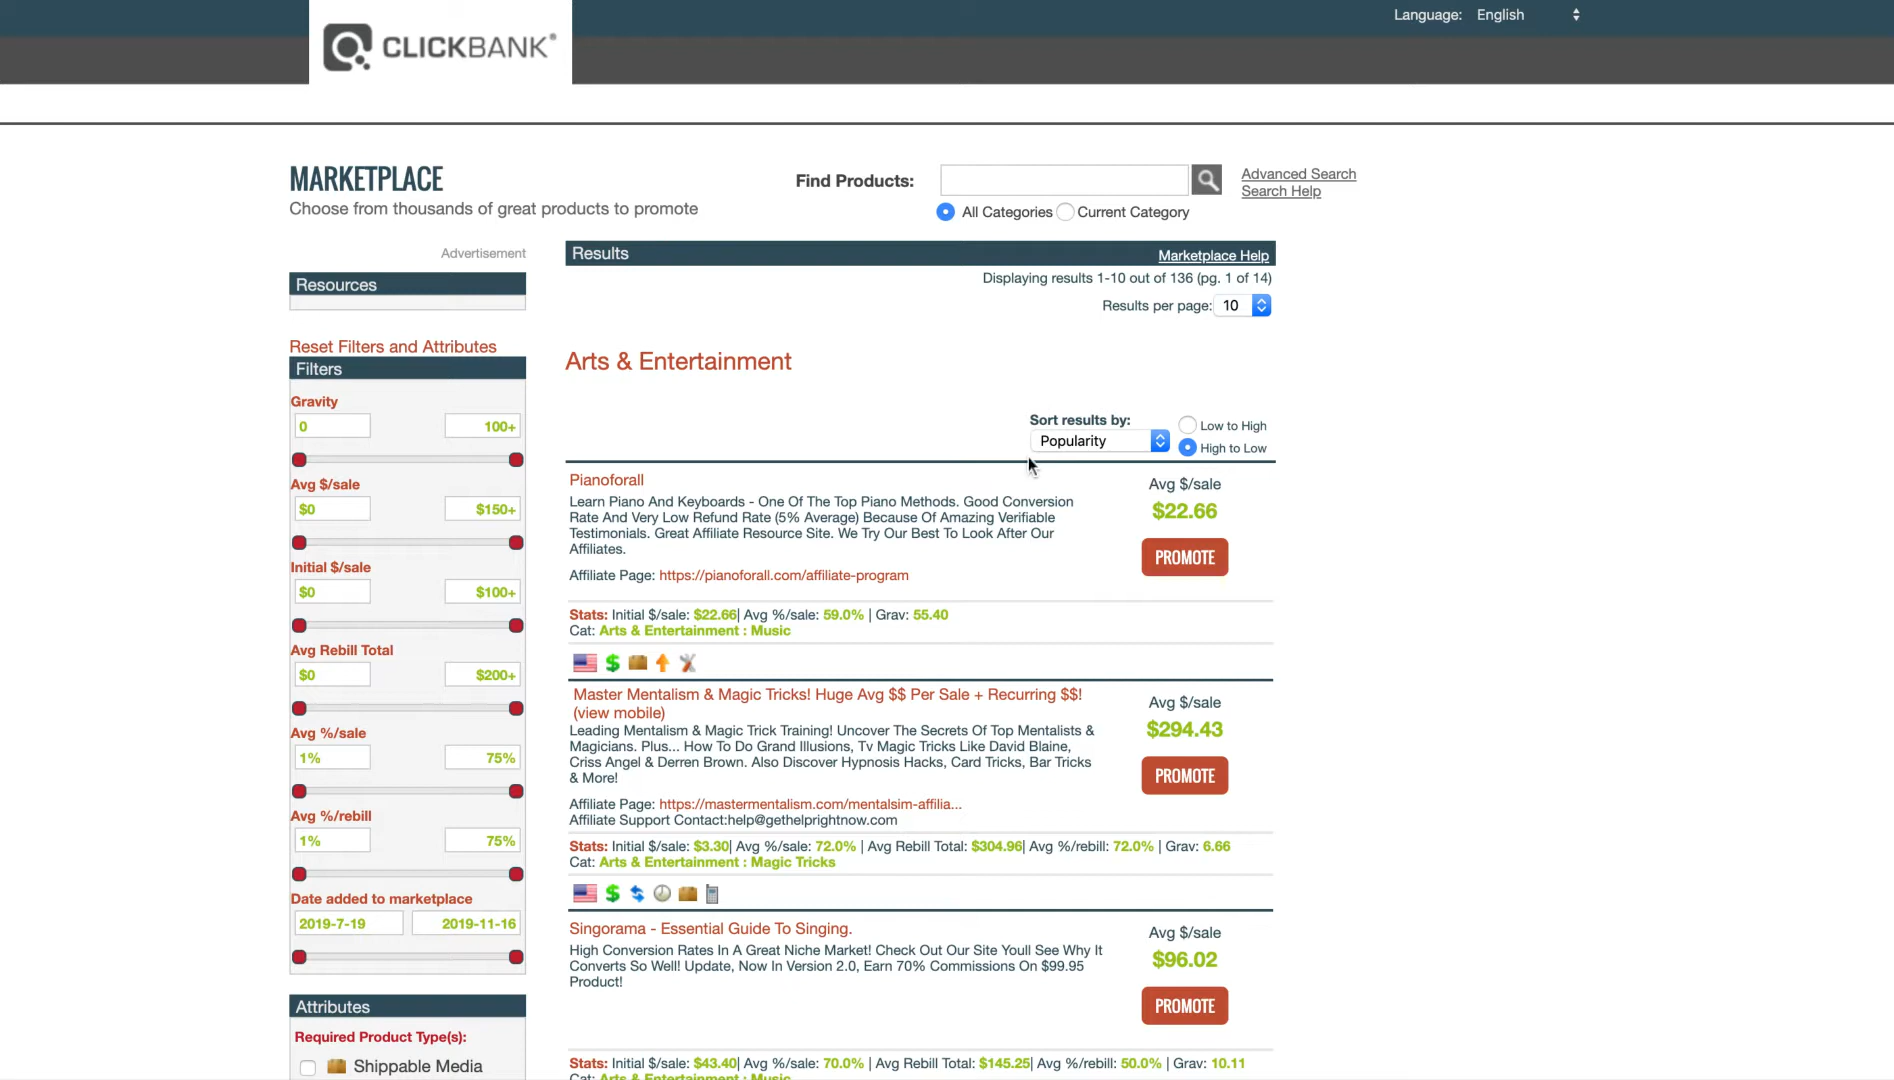 Language: English
CLICKBANK®
MARKETPLACE
Choose from thousands of great products to promote
Find Products:
Advanced Search
Search Help
All Categories Current Category
Advertisement
Resources
Reset Filters and Attributes
Filters
Gravity
0 100+
Avg $/sale
$0 $150+
Initial $/sale
$0 $100+
Avg Rebill Total
$0 $200+
Avg %/sale
1% 75%
Avg %/rebill
1% 75%
Date added to marketplace
2019-7-19 2019-11-16
Attributes
Required Product Type(s):
Shippable Media
Results Marketplace Help
Displaying results 1-10 out of 136 (pg. 1 of 14)
Results per page: 10
Arts & Entertainment
Sort results by:
Popularity
Low to High
High to Low
Pianoforall
Learn Piano And Keyboards - One Of The Top Piano Methods. Good Conversion
Rate And Very Low Refund Rate (5% Average) Because Of Amazing Verifiable
Testimonials. Great Affiliate Resource Site. We Try Our Best To Look After Our
Affiliates.
Affiliate Page: https://pianoforall.com/affiliate-program
Avg $/sale
$22.66
PROMOTE
Stats: Initial $/sale: $22.66| Avg %/sale: 59.0% | Grav: 55.40
Cat: Arts & Entertainment : Music
Master Mentalism & Magic Tricks! Huge Avg $$ Per Sale + Recurring $$!
(view mobile)
Leading Mentalism & Magic Trick Training! Uncover The Secrets Of Top Mentalists &
Magicians. Plus... How To Do Grand Illusions, Tv Magic Tricks Like David Blaine,
Criss Angel & Derren Brown. Also Discover Hypnosis Hacks, Card Tricks, Bar Tricks
& More!
Affiliate Page: https://mastermentalism.com/mentalsim-affilia...
Affiliate Support Contact:help@gethelprightnow.com
Avg $/sale
$294.43
PROMOTE
Stats: Initial $/sale: $3.30| Avg %/sale: 72.0% | Avg Rebill Total: $304.96| Avg %/rebill: 72.0% | Grav: 6.66
Cat: Arts & Entertainment : Magic Tricks
Singorama - Essential Guide To Singing.
High Conversion Rates In A Great Niche Market! Check Out Our Site Youll See Why It
Converts So Well! Update, Now In Version 2.0, Earn 70% Commissions On $99.95
Product!
Avg $/sale
$96.02
PROMOTE
Stats: Initial $/sale: $43.40| Avg %/sale: 70.0% | Avg Rebill Total: $145.25| Avg %/rebill: 50.0% | Grav: 10.11
Cat: Arts & Entertainment : Music